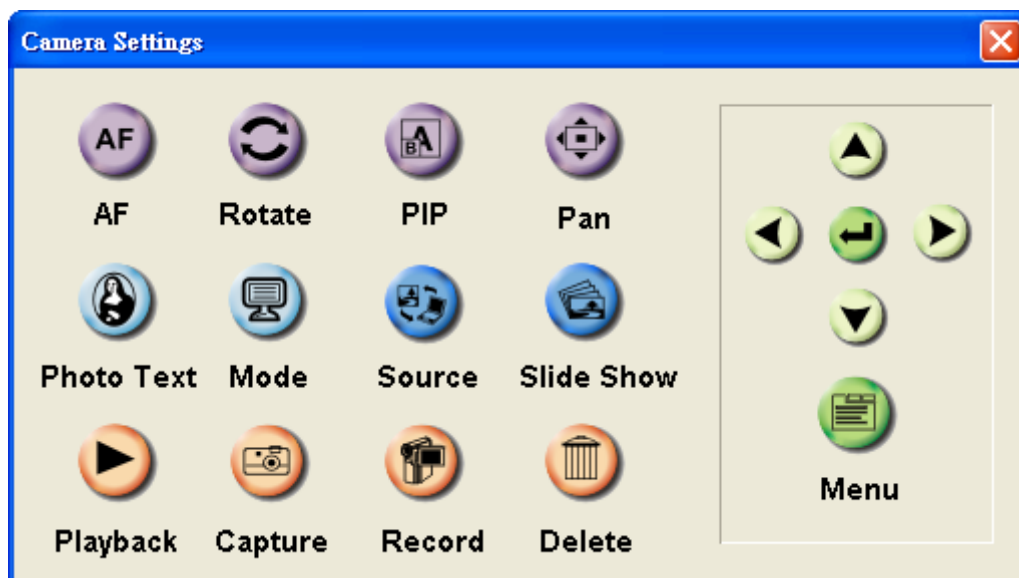 Camera Settings
AF
AF Rotate PIP Pan
Photo Text Mode Source Slide Show
Playback Capture Record Delete
Menu